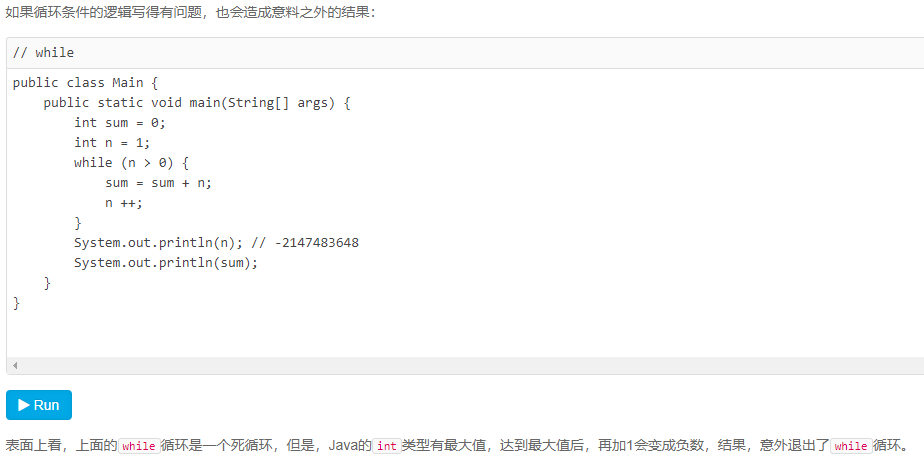 如果循环条件的逻辑写得有问题，也会造成意料之外的结果：
// while
public class Main {
    public static void main(String[] args) {
        int sum = 0;
        int n = 1;
        while (n > 0) {
            sum = sum + n;
            n ++;
        }
        System.out.println(n); // -2147483648
        System.out.println(sum);
    }
}
Run
表面上看，上面的while循环是一个死循环，但是，Java的int类型有最大值，达到最大值后，再加1会变成负数，结果，意外退出了while循环。